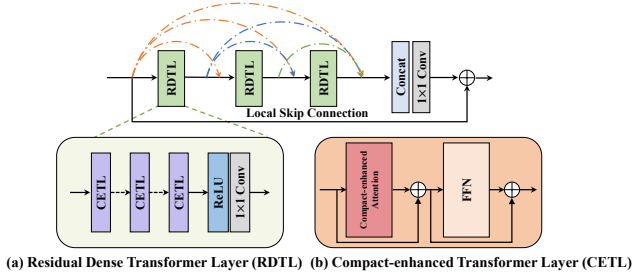 RDTL
RDTL
RDTL
Concat
1×1 Conv
Local Skip Connection
CETL
CETL
CETL
ReLU
1×1 Conv
Compact-enhanced
Attention
FFN
(a) Residual Dense Transformer Layer (RDTL)
(b) Compact-enhanced Transformer Layer (CETL)